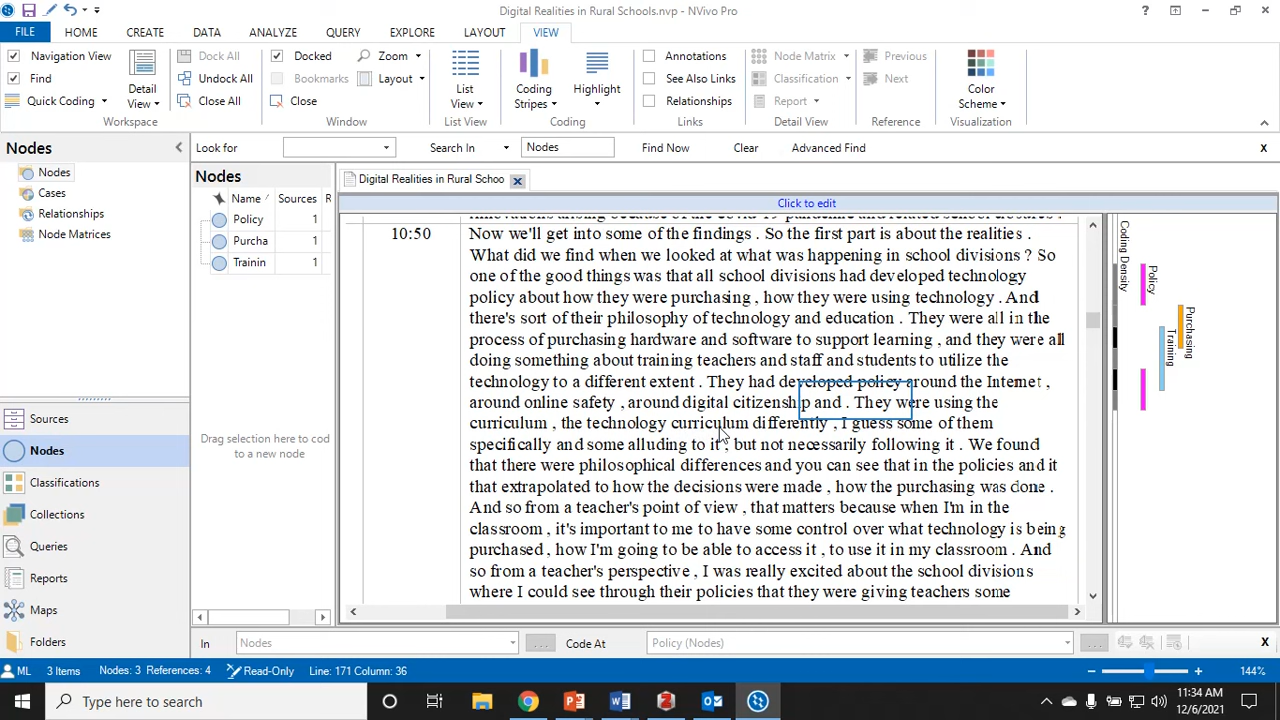 Digital Realities in Rural Schools.nvp - NVivo Pro
FILE HOME CREATE DATA ANALYZE QUERY EXPLORE LAYOUT VIEW
Navigation View
Find
Quick Coding
Detail View
Workspace
Dock All
Undock All
Close All
Docked
Bookmarks
Close
Zoom
Layout
Window
List View
List View
Coding Stripes
Highlight
Coding
Annotations
See Also Links
Relationships
Links
Node Matrix
Classification
Report
Detail View
Previous
Next
Reference
Color Scheme
Visualization
Nodes
Look for Search In Nodes Find Now Clear Advanced Find x
Nodes
Cases
Relationships
Node Matrices
Nodes
Name Sources R
Policy 1
Purcha 1
Trainin 1
Drag selection here to cod
e to a new node
Digital Realities in Rural Schoo
Click to edit
10:50
Now we'll get into some of the findings . So the first part is about the realities .
What did we find when we looked at what was happening in school divisions ? So
one of the good things was that all school divisions had developed technology
policy about how they were purchasing , how they were using technology . And
there's sort of their philosophy of technology and education . They were all in the
process of purchasing hardware and software to support learning , and they were all
doing something about training teachers and staff and students to utilize the
technology to a different extent . They had developed policy around the Internet ,
around online safety , around digital citizenship and . They were using the
curriculum , the technology curriculum differently , I guess some of them
specifically and some alluding to it , but not necessarily following it . We found
that there were philosophical differences and you can see that in the policies and it
that extrapolated to how the decisions were made , how the purchasing was done .
And so from a teacher's point of view , that matters because when I'm in the
classroom , it's important to me to have some control over what technology is being
purchased , how I'm going to be able to access it , to use it in my classroom . And
so from a teacher's perspective , I was really excited about the school divisions
where I could see through their policies that they were giving teachers some
Coding Density
Policy
Training
Purchasing
Sources
Nodes
Classifications
Collections
Queries
Reports
Maps
Folders
In Nodes ... Code At Policy (Nodes) ... x
ML 3 Items Nodes: 3 References: 4 Read-Only Line: 171 Column: 36 144%
Type here to search
11:34 AM
12/6/2021